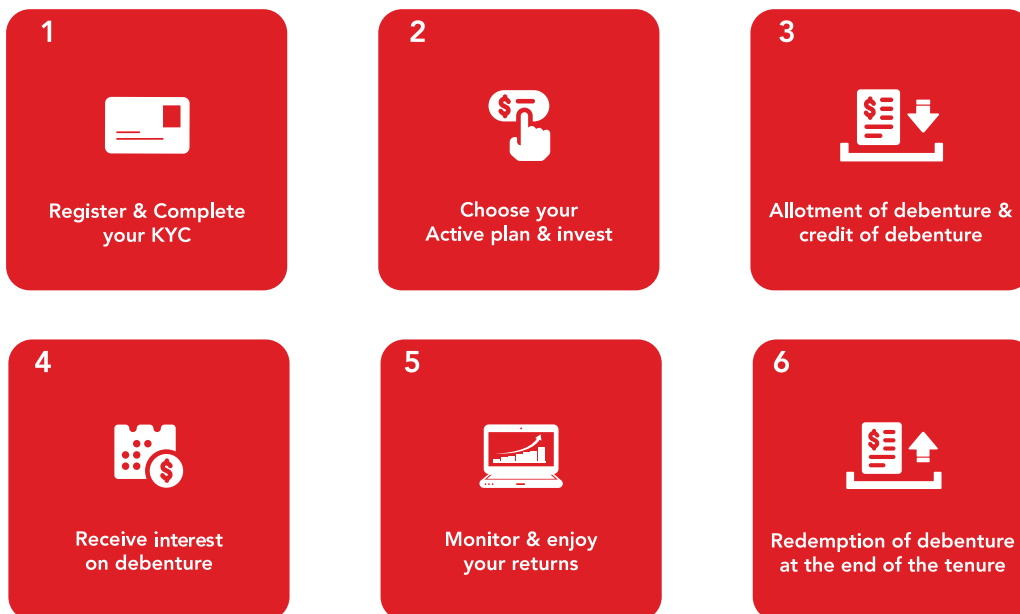 1
Register & Complete
your KYC
2
Choose your
Active plan & invest
3
Allotment of debenture &
credit of debenture
4
Receive interest
on debenture
5
Monitor & enjoy
your returns
6
Redemption of debenture
at the end of the tenure